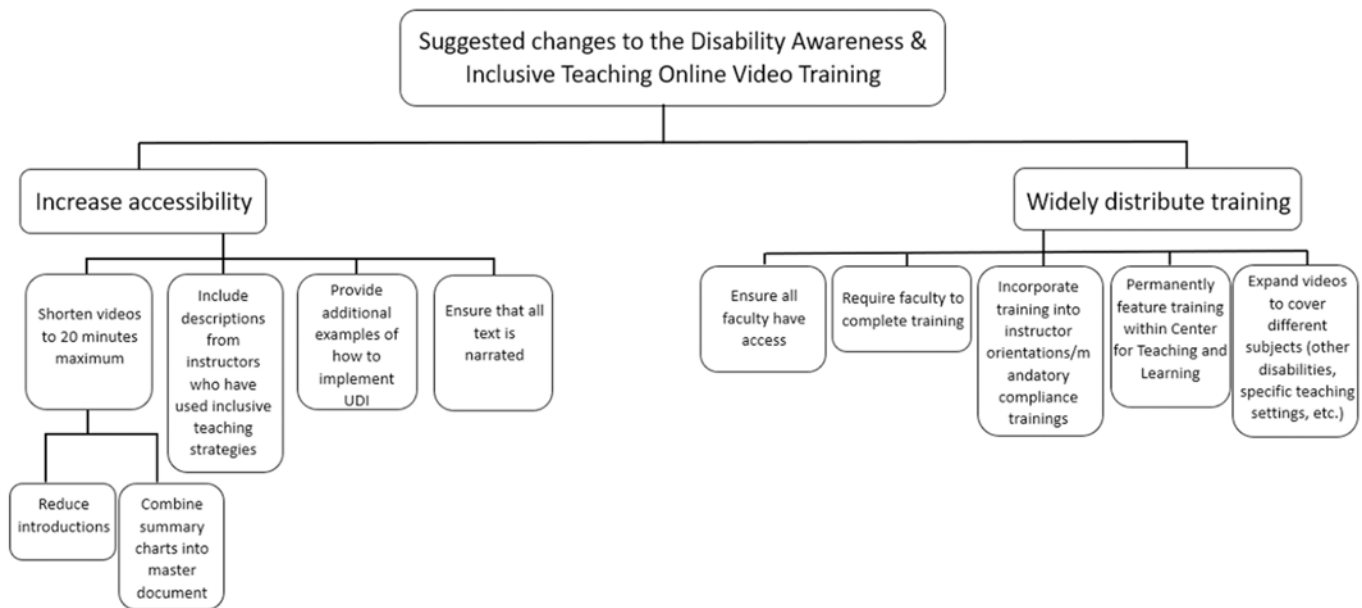 Suggested changes to the Disability Awareness &
Inclusive Teaching Online Video Training
Increase accessibility
Widely distribute training
Shorten videos
to 20 minutes
maximum
Include
descriptions
from
instructors
who have
used inclusive
teaching
strategies
Provide
additional
examples of
how to
implement
UDI
Ensure that all
text is
narrated
Ensure all
faculty have
access
Require faculty to
complete training
Incorporate
training into
instructor
orientations/m
andatory
compliance
trainings
Permanently
feature training
within Center
for Teaching and
Learning
Expand videos
to cover
different
subjects (other
disabilities,
specific teaching
settings, etc.)
Reduce
introductions
Combine
summary
charts into
master
document